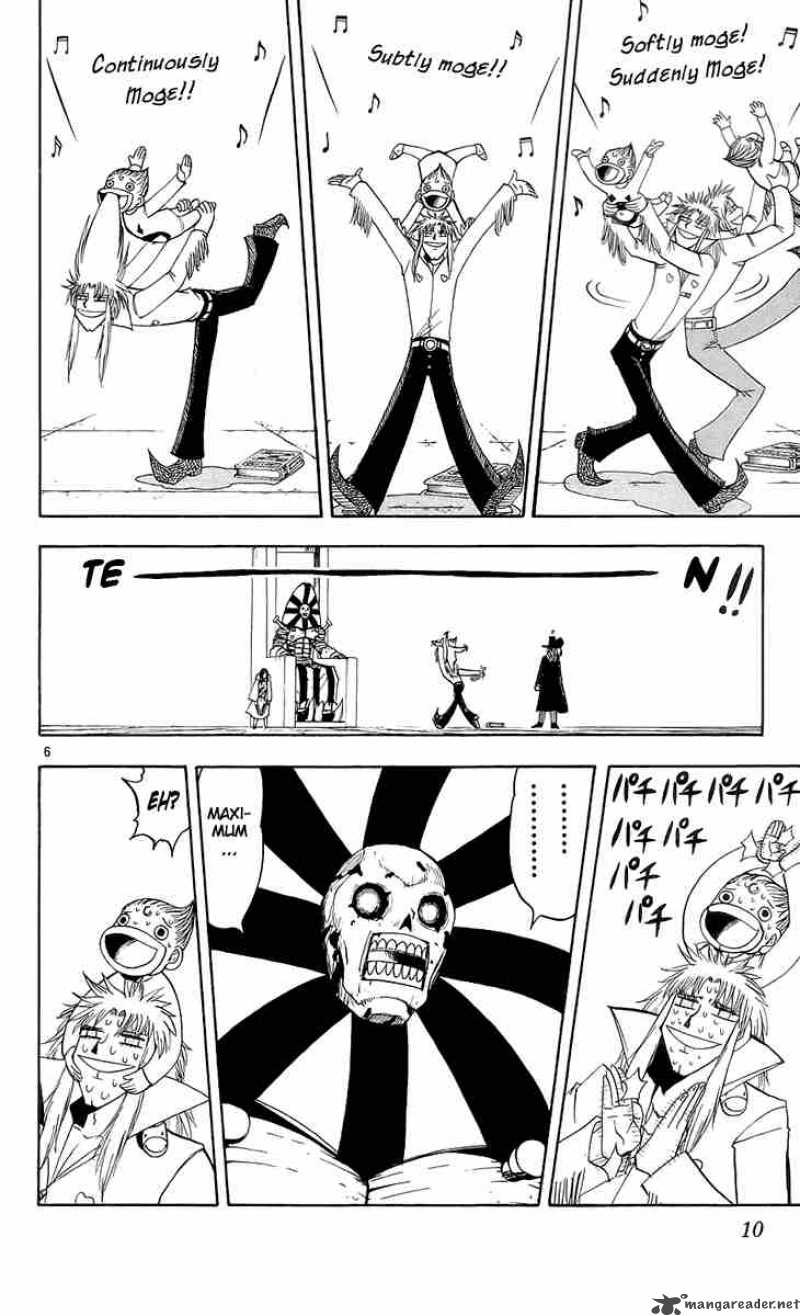 Softly moge!
Suddenly Moge!
Subtly moge!!
Continuously
Moge!!
TE — N!!
6
パチ パチ パチ パチ
パチ パチ
パチ
パチ
........
........
MAXI-
MUM
...
EH?
10
mangareader.net